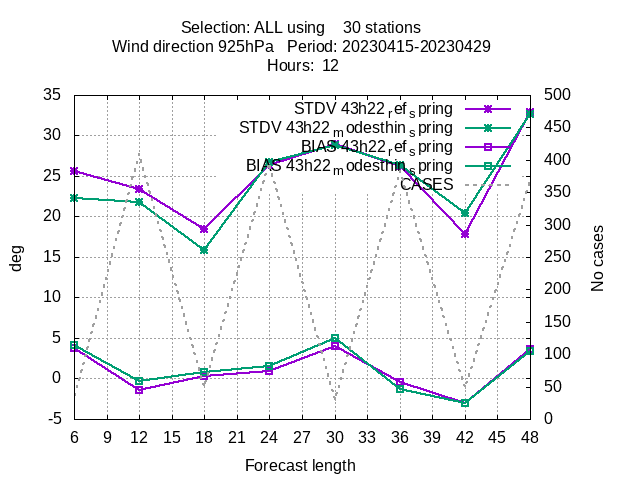 Selection: ALL using    30 stations
Wind direction 925hPa   Period: 20230415-20230429
Hours:  12
STDV 43h22_ref_spring
STDV 43h22_modesthin_spring
BIAS 43h22_ref_spring
BIAS 43h22_modesthin_spring
CASES
35
30
25
20
15
10
5
0
-5
deg
500
450
400
350
300
250
200
150
100
50
0
No cases
6 9 12 15 18 21 24 27 30 33 36 39 42 45 48
Forecast length